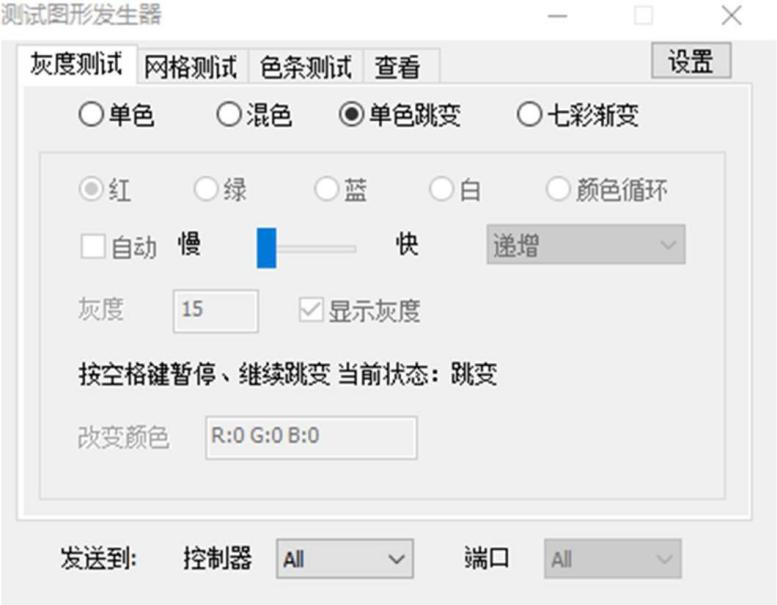 测试图形发生器
灰度测试 网格测试 色条测试 查看 设置
单色 混色 单色跳变 七彩渐变
红 绿 蓝 白 颜色循环
自动 慢 快 递增
灰度 15 显示灰度
按空格键暂停、继续跳变 当前状态：跳变
改变颜色 R:0 G:0 B:0
发送到: 控制器 All 端口 All